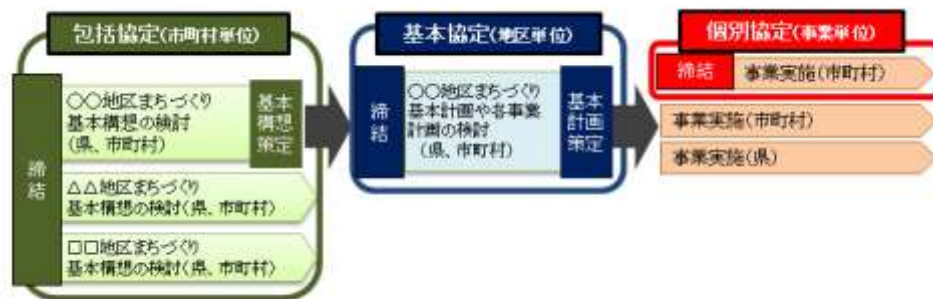 包括協定(市町村単位)
締結
○○地区まちづくり
基本構想の検討
(県、市町村)
基本構想策定
△△地区まちづくり
基本構想の検討(県、市町村)
□□地区まちづくり
基本構想の検討(県、市町村)
基本協定(地区単位)
締結
○○地区まちづくり
基本計画や各事業
計画の検討
(県、市町村)
基本計画策定
個別協定(事業単位)
締結
事業実施(市町村)
事業実施(市町村)
事業実施(県)